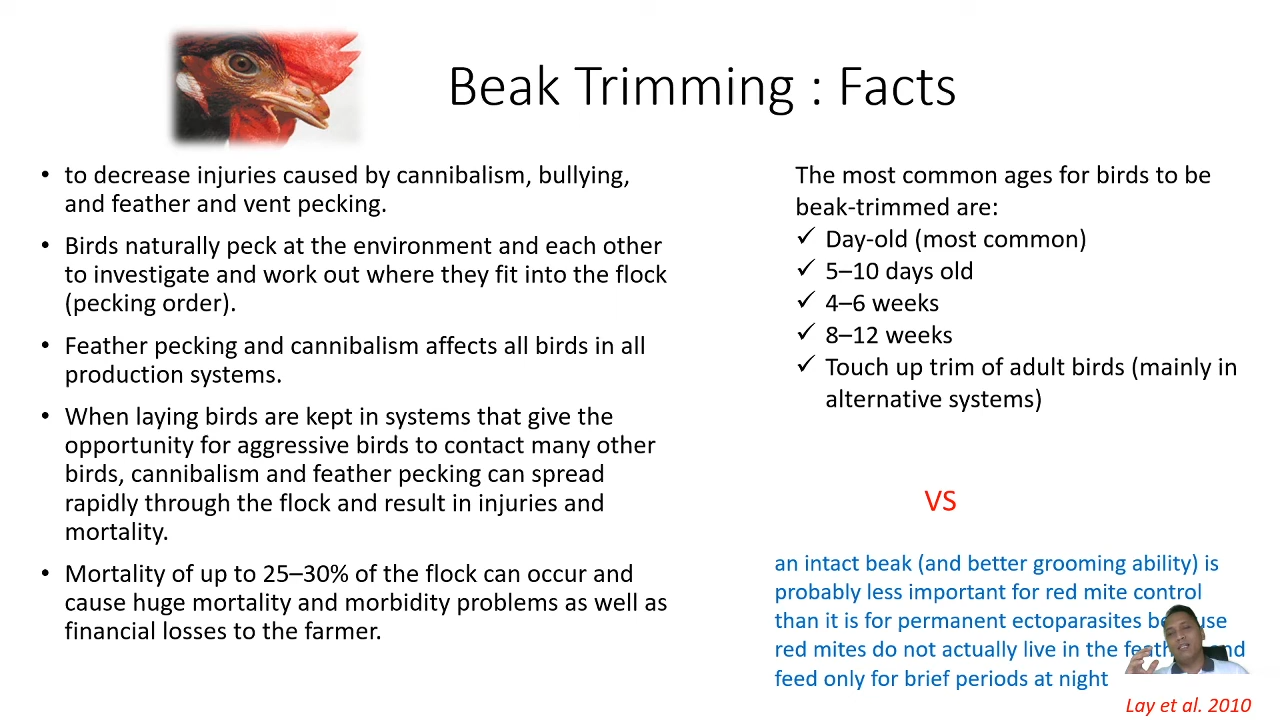 Beak Trimming : Facts
• to decrease injuries caused by cannibalism, bullying,
and feather and vent pecking.
• Birds naturally peck at the environment and each other
to investigate and work out where they fit into the flock
(pecking order).
• Feather pecking and cannibalism affects all birds in all
production systems.
• When laying birds are kept in systems that give the
opportunity for aggressive birds to contact many other
birds, cannibalism and feather pecking can spread
rapidly through the flock and result in injuries and
mortality.
• Mortality of up to 25–30% of the flock can occur and
cause huge mortality and morbidity problems as well as
financial losses to the farmer.
The most common ages for birds to be
beak-trimmed are:
✓ Day-old (most common)
✓ 5–10 days old
✓ 4–6 weeks
✓ 8–12 weeks
✓ Touch up trim of adult birds (mainly in
alternative systems)
VS
an intact beak (and better grooming ability) is
probably less important for red mite control
than it is for permanent ectoparasites
red mites do not actually live in the
feed only for brief periods at night
Lay et al. 2010